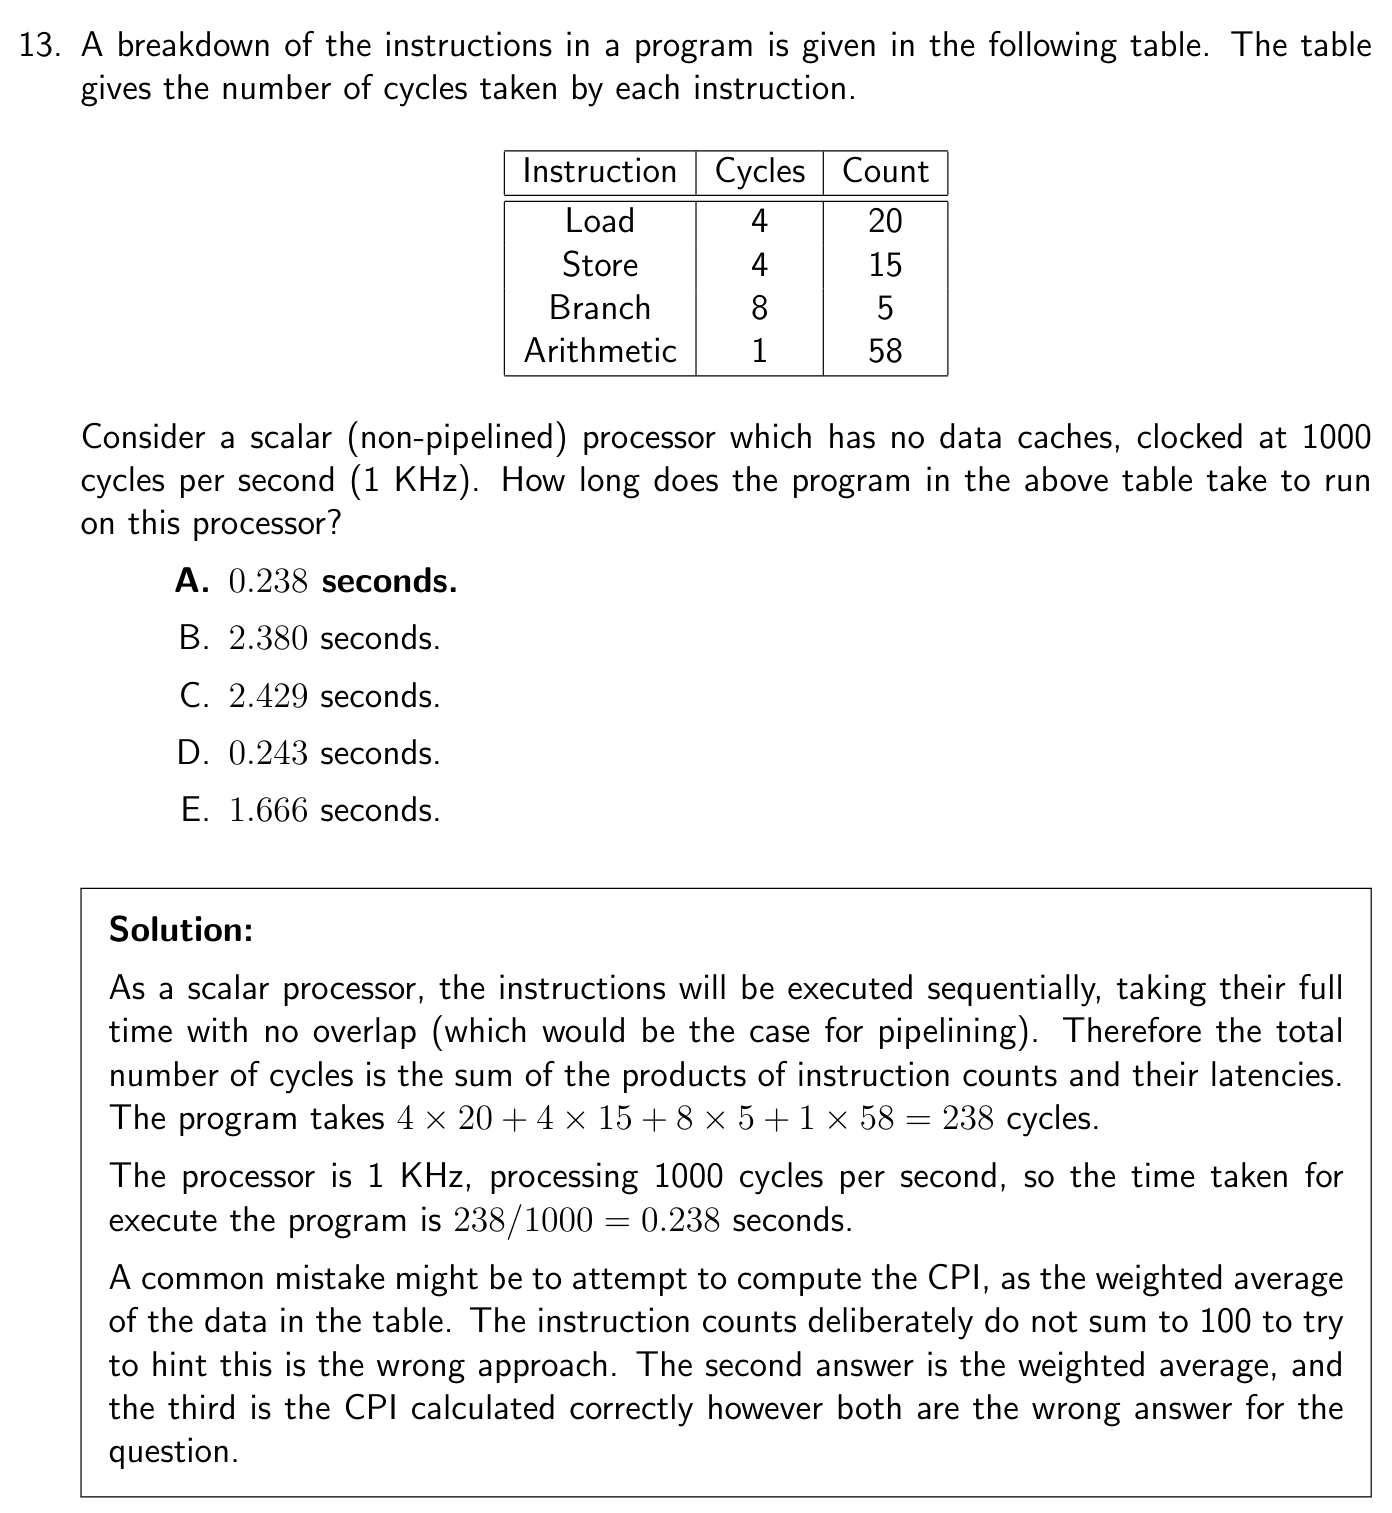 13. A breakdown of the instructions in a program is given in the following table. The table
gives the number of cycles taken by each instruction.
Instruction Cycles Count
Load 4 20
Store 4 15
Branch 8 5
Arithmetic 1 58
Consider a scalar (non-pipelined) processor which has no data caches, clocked at 1000
cycles per second (1 KHz). How long does the program in the above table take to run
on this processor?
A. 0.238 seconds.
B. 2.380 seconds.
C. 2.429 seconds.
D. 0.243 seconds.
E. 1.666 seconds.
Solution:
As a scalar processor, the instructions will be executed sequentially, taking their full
time with no overlap (which would be the case for pipelining). Therefore the total
number of cycles is the sum of the products of instruction counts and their latencies.
The program takes 4 × 20 + 4 × 15 + 8 × 5 + 1 × 58 = 238 cycles.
The processor is 1 KHz, processing 1000 cycles per second, so the time taken for
execute the program is 238/1000 = 0.238 seconds.
A common mistake might be to attempt to compute the CPI, as the weighted average
of the data in the table. The instruction counts deliberately do not sum to 100 to try
to hint this is the wrong approach. The second answer is the weighted average, and
the third is the CPI calculated correctly however both are the wrong answer for the
question.